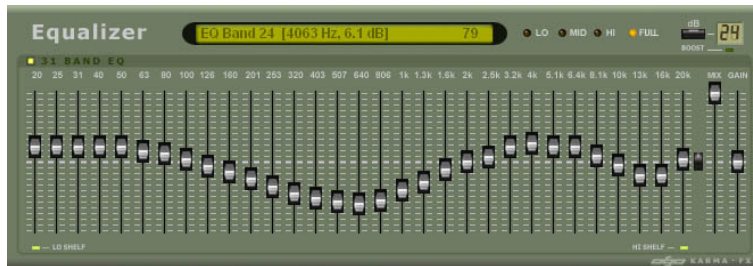 Equalizer
EQ Band 24 [4063 Hz, 6.1 dB] 79
LO MID HI FULL
dB
24
BOOST
31 BAND EQ
20 25 31 40 50 63 80 100 126 160 201 253 320 403 507 640 806 1k 1.3k 1.6k 2k 2.5k 3.2k 4k 5.1k 6.4k 8.1k 10k 13k 16k 20k MIX GAIN
LO SHELF HI SHELF
KARMA FX